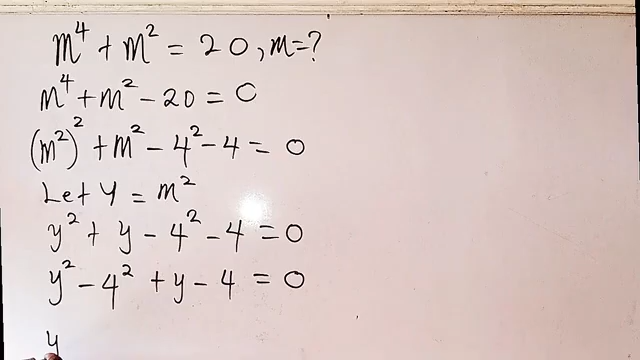 m⁴ + m² = 20, m=?
m⁴ + m² - 20 = 0
(m²)² + m² - 4² - 4 = 0
Let y = m²
y² + y - 4² - 4 = 0
y² - 4² + y - 4 = 0
y